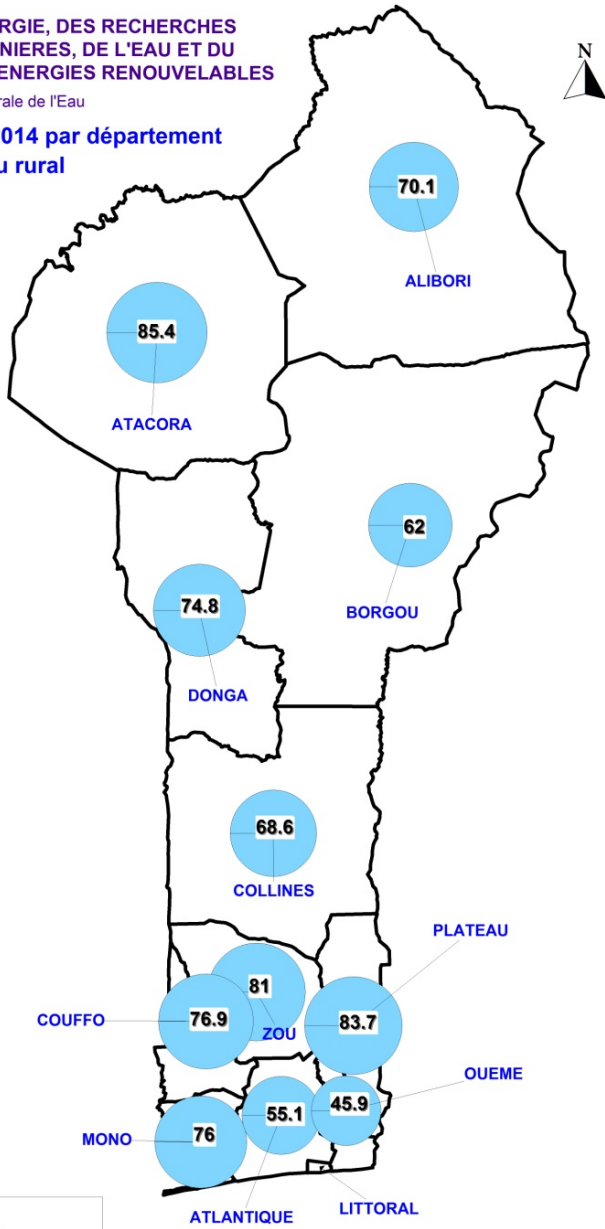 ERGIE, DES RECHERCHES
NIERES, DE L'EAU ET DU
ENERGIES RENOUVELABLES
rale de l'Eau
014 par département
u rural
N
70.1
ALIBORI
85.4
ATACORA
62
BORGOU
74.8
DONGA
68.6
COLLINES
PLATEAU
81
COUFFO
76.9
83.7
ZOU
OUEME
45.9
55.1
MONO
76
LITTORAL
ATLANTIQUE